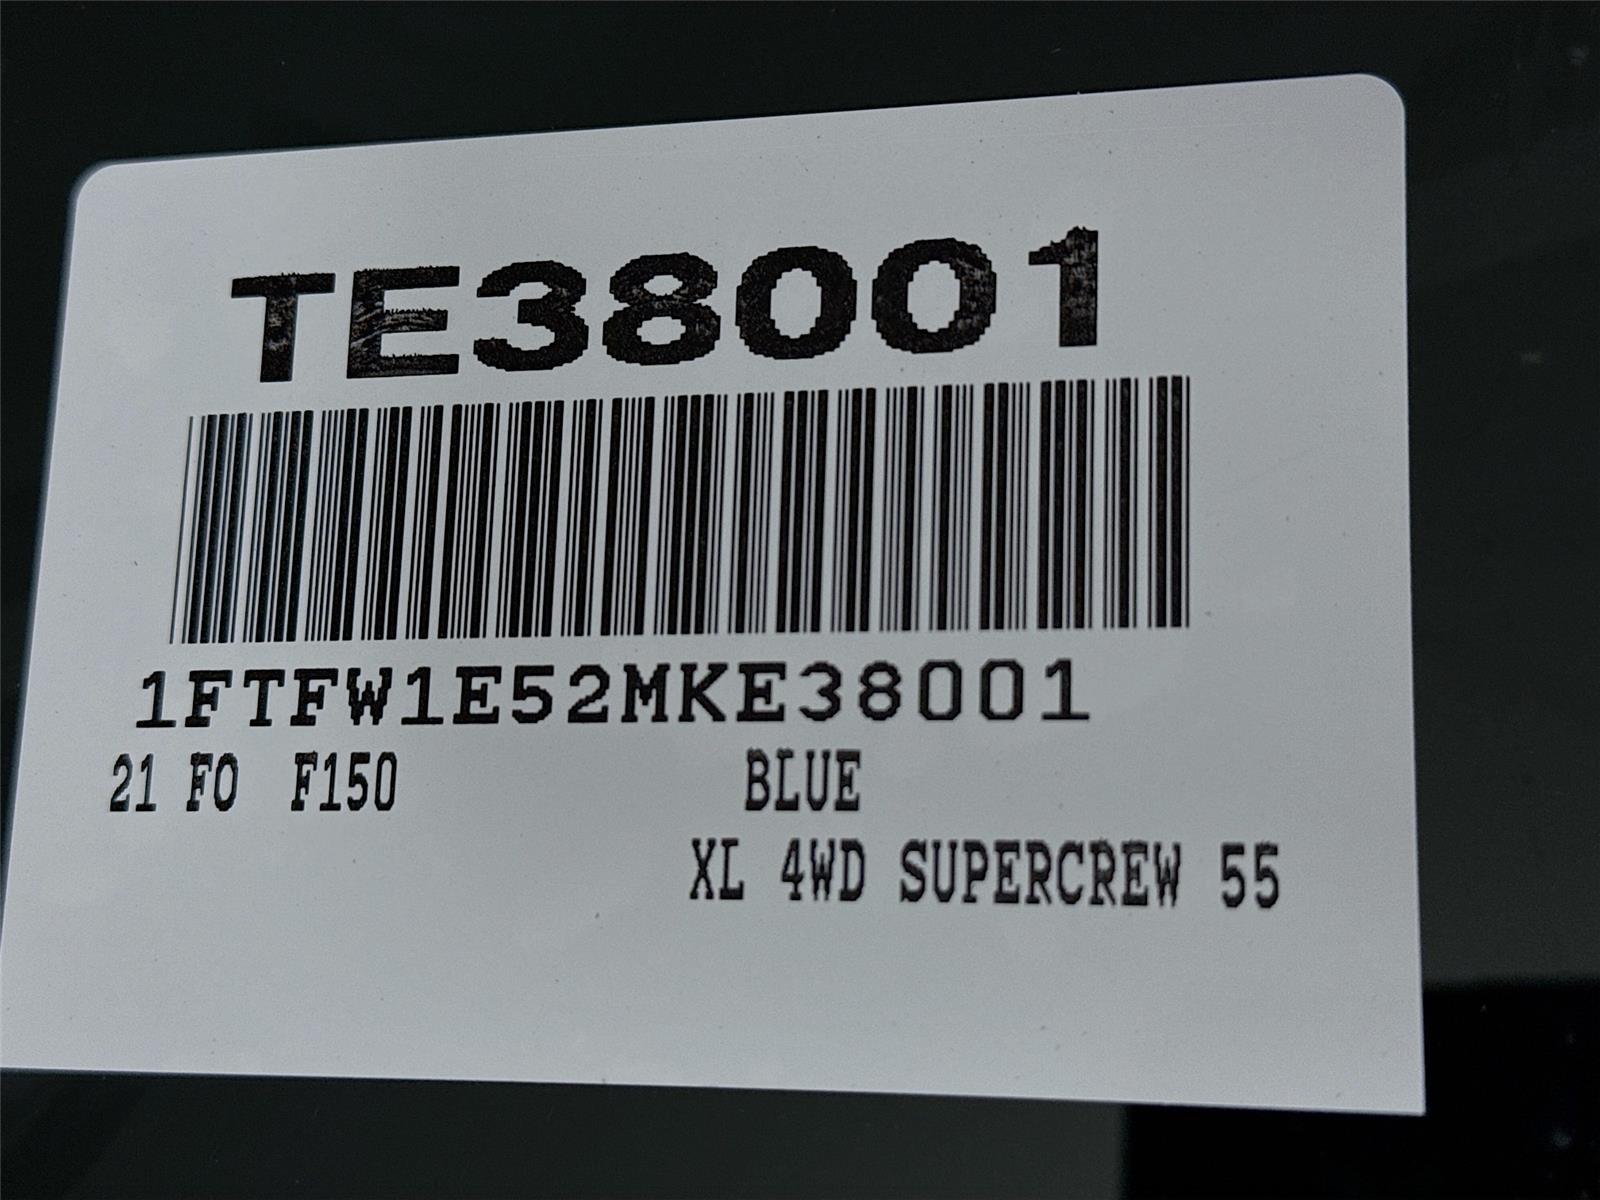 TE38001
1FTFW1E52MKE38001
21 FO F150 BLUE
XL 4WD SUPERCREW 55